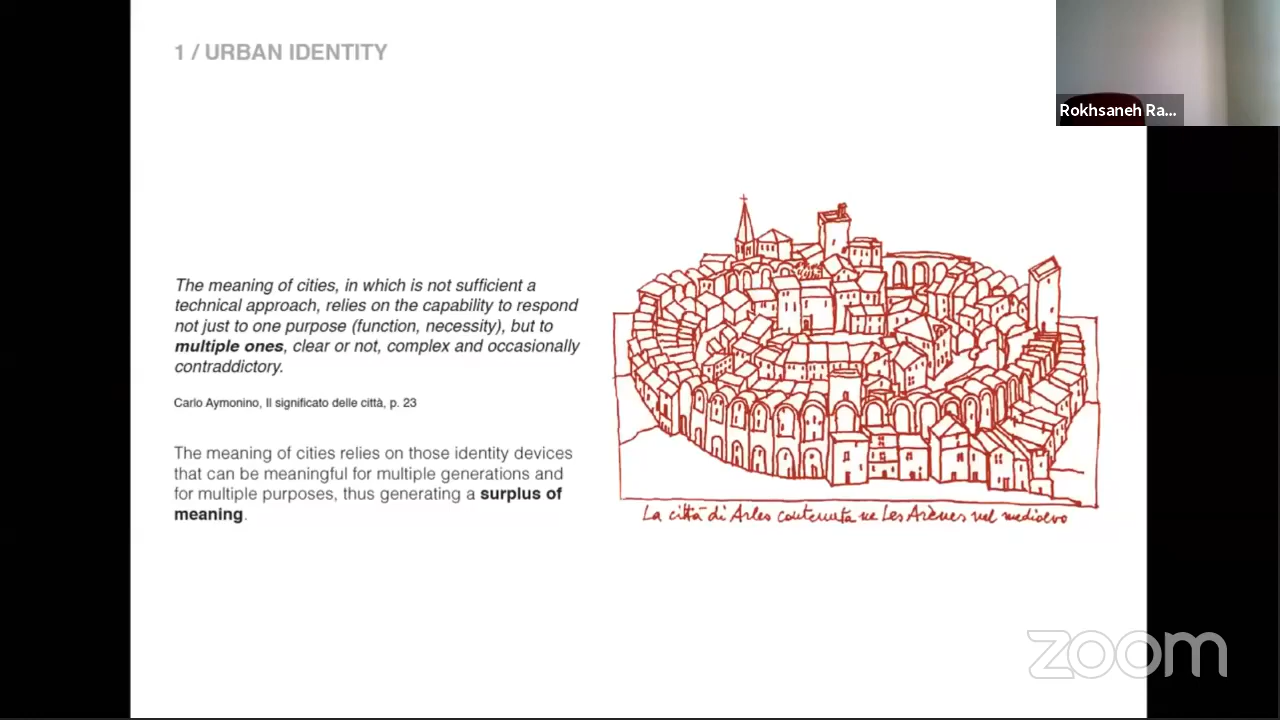 1 / URBAN IDENTITY
Rokhsaneh Ra...
The meaning of cities, in which is not sufficient a
technical approach, relies on the capability to respond
not just to one purpose (function, necessity), but to
multiple ones, clear or not, complex and occasionally
contradictory.
Carlo Aymonino, Il significato delle città, p. 23
The meaning of cities relies on those identity devices
that can be meaningful for multiple generations and
for multiple purposes, thus generating a surplus of
meaning.
La città di Arles contenuta ne Les Arènes nel medioevo
zoom